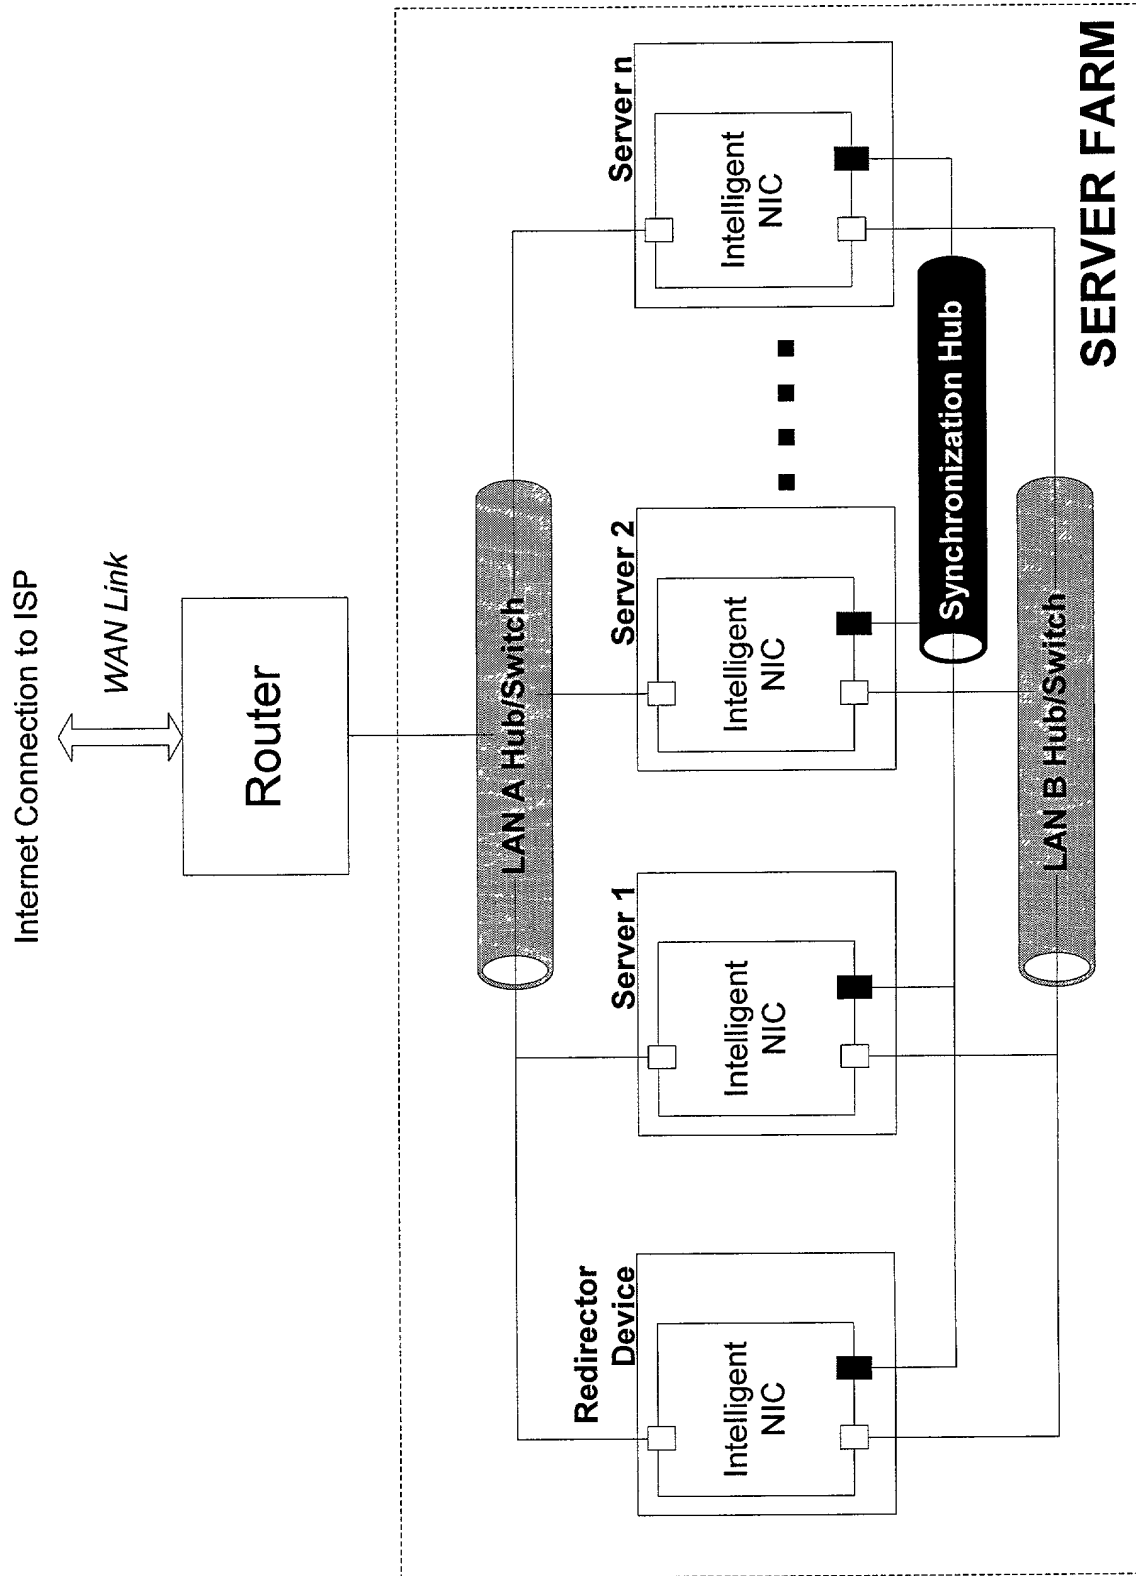 Internet Connection to ISP
WAN Link
Router
LAN A Hub/Switch
Redirector
Device
Server 1
Server 2
Server n
Intelligent
NIC
Intelligent
NIC
Intelligent
NIC
Intelligent
NIC
Synchronization Hub
LAN B Hub/Switch
SERVER FARM